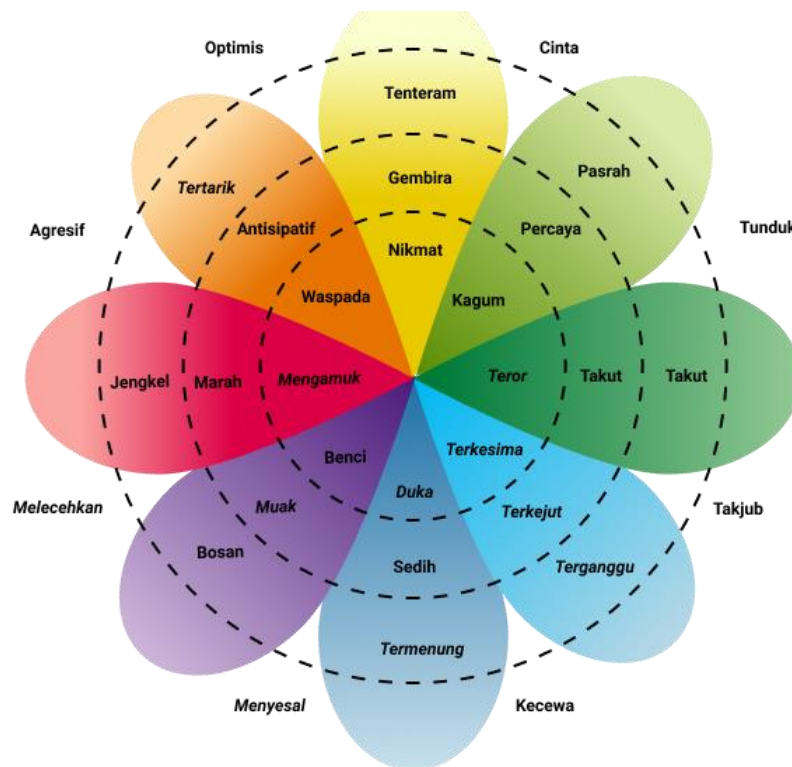 Optimis
Cinta
Tenteram
Pasrah
Tertarik
Gembira
Antisipatif
Percaya
Agresif
Tunduk
Nikmat
Waspada
Kagum
Jengkel
Marah
Mengamuk
Teror
Takut
Takut
Benci
Terkesima
Duka
Melecehkan
Muak
Terkejut
Takjub
Bosan
Sedih
Terganggu
Termenung
Menyesal
Kecewa